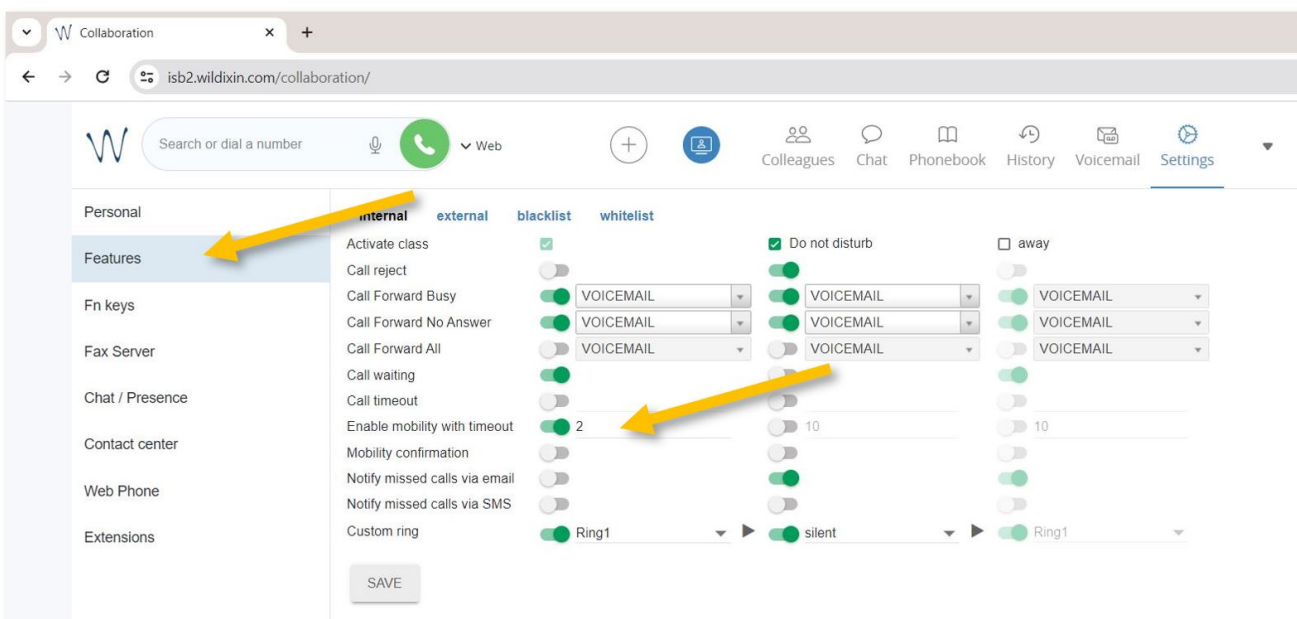 Collaboration
isb2.wildixin.com/collaboration/
Search or dial a number
Web
Colleagues Chat Phonebook History Voicemail Settings
Personal
Features
Fn keys
Fax Server
Chat / Presence
Contact center
Web Phone
Extensions
internal external blacklist whitelist
Activate class Do not disturb away
Call reject
Call Forward Busy VOICEMAIL VOICEMAIL VOICEMAIL
Call Forward No Answer VOICEMAIL VOICEMAIL VOICEMAIL
Call Forward All VOICEMAIL VOICEMAIL VOICEMAIL
Call waiting
Call timeout
Enable mobility with timeout 2 10 10
Mobility confirmation
Notify missed calls via email
Notify missed calls via SMS
Custom ring Ring1 silent Ring1
SAVE